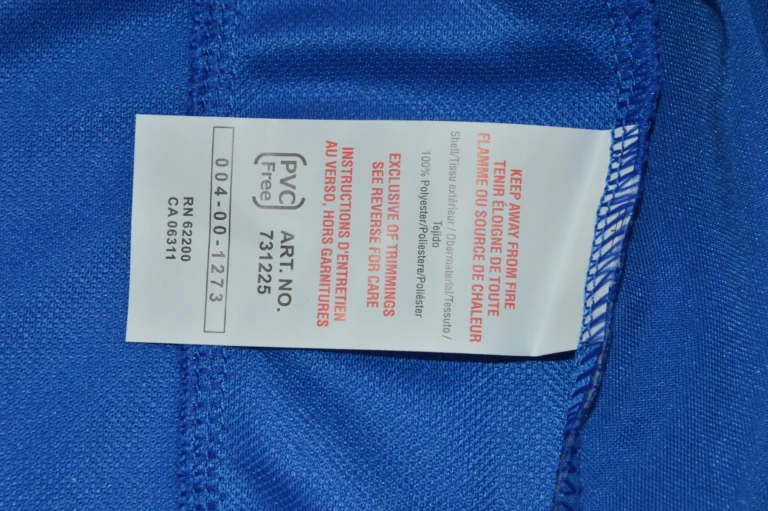 KEEP AWAY FROM FIRE
TENIR ÉLOIGNE DE TOUTE
FLAMME OU SOURCE DE CHALEUR
Shell/Tissu extérieur / Obermaterial/Tessuto /
Tejido
100% Polyester/Poliestere/Poliéster
EXCLUSIVE OF TRIMMINGS
SEE REVERSE FOR CARE
INSTRUCTIONS D'ENTRETIEN
AU VERSO, HORS GARNITURES
PVC
Free
ART. NO.
731225
004-00-1273
RN 62200
CA 06311